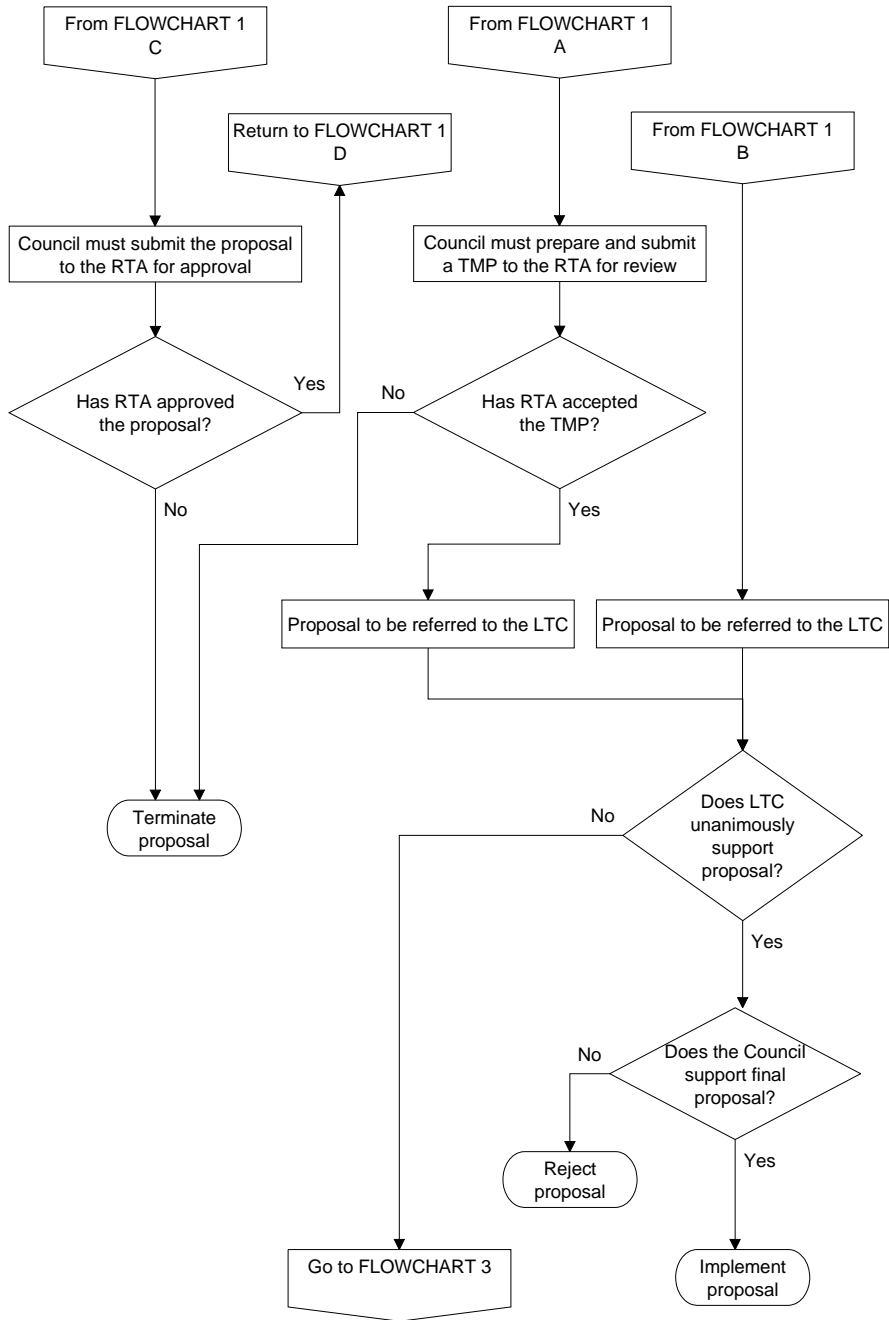 From FLOWCHART 1
C
From FLOWCHART 1
A
Return to FLOWCHART 1
D
From FLOWCHART 1
B
Council must submit the proposal
to the RTA for approval
Council must prepare and submit
a TMP to the RTA for review
Has RTA approved
the proposal?
Yes
No
No
Has RTA accepted
the TMP?
Yes
Proposal to be referred to the LTC
Proposal to be referred to the LTC
Terminate
proposal
Does LTC
unanimously
support
proposal?
No
Yes
Does the Council
support final
proposal?
No
Yes
Reject
proposal
Go to FLOWCHART 3
Implement
proposal